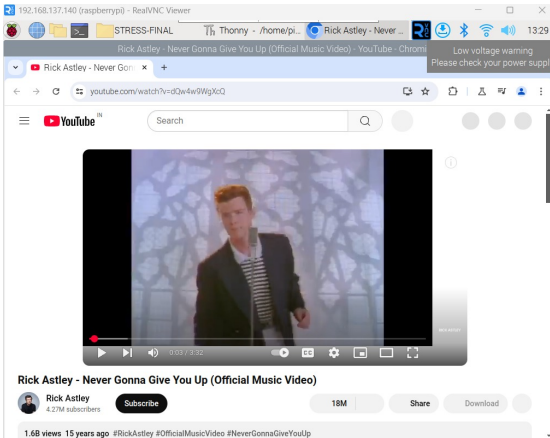 192.168.137.140 (raspberrypi) - RealVNC Viewer
STRESS-FINAL Thonny - /home/pi... Rick Astley - Never ... 13:29
Rick Astley - Never Gonna Give You Up (Official Music Video) - YouTube - Chromi
Low voltage warning
Please check your power suppl
Rick Astley - Never Gon
youtube.com/watch?v=dQw4w9WgXcQ
YouTube IN
Search
RICK ASTLEY
0:03 / 3:32
CC
Rick Astley - Never Gonna Give You Up (Official Music Video)
Rick Astley
4.27M subscribers
Subscribe
18M
Share
Download
1.6B views 15 years ago #RickAstley #OfficialMusicVideo #NeverGonnaGiveYouUp